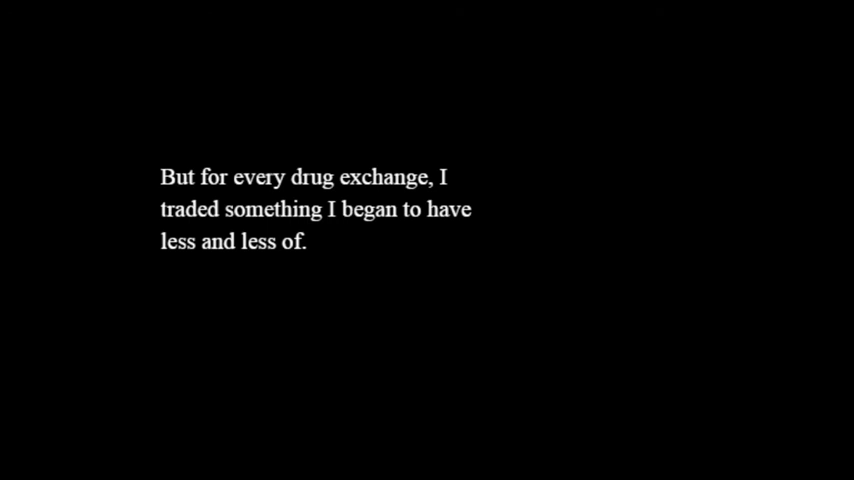 But for every drug exchange, I
traded something I began to have
less and less of.